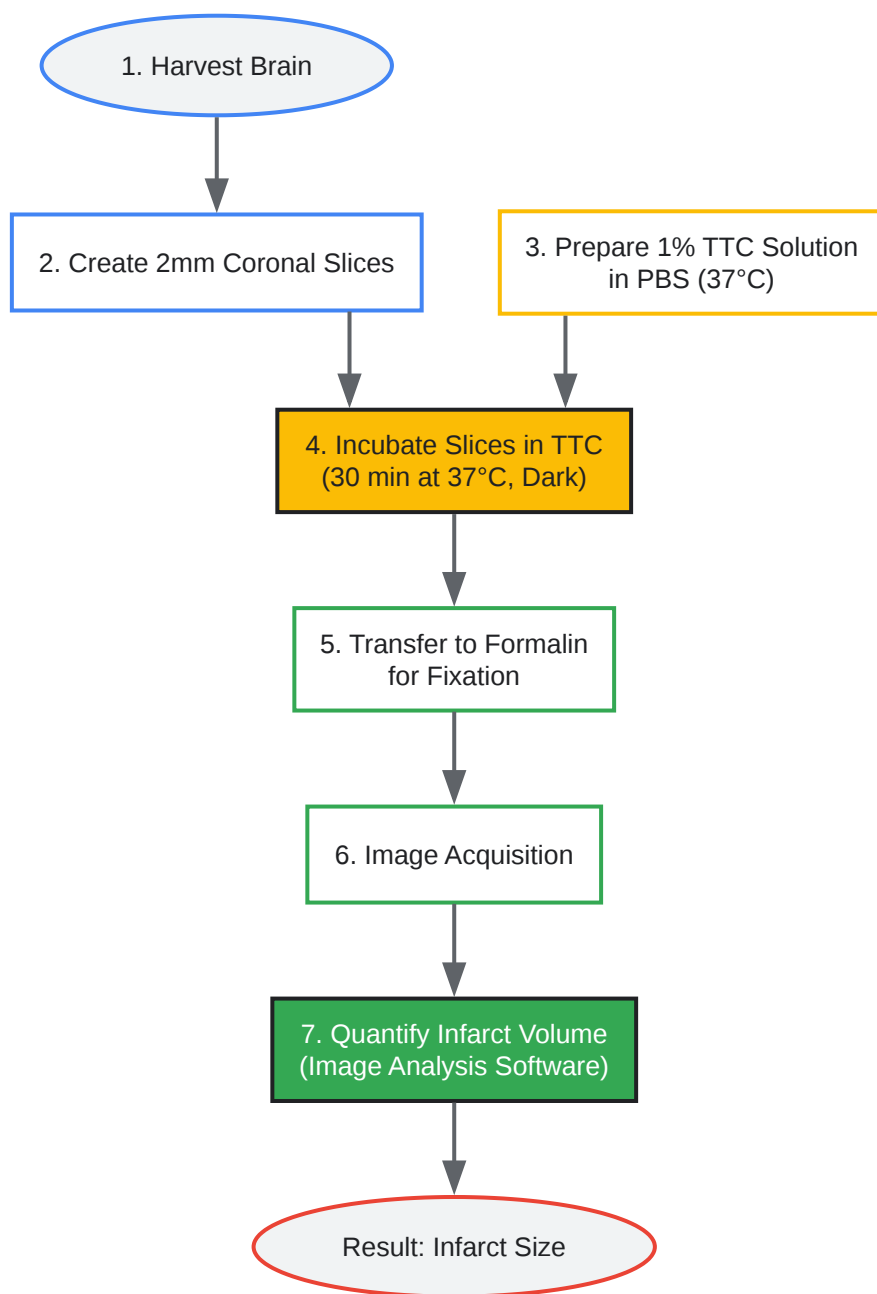 1. Harvest Brain
2. Create 2mm Coronal Slices
3. Prepare 1% TTC Solution
in PBS (37°C)
4. Incubate Slices in TTC
(30 min at 37°C, Dark)
5. Transfer to Formalin
for Fixation
6. Image Acquisition
7. Quantify Infarct Volume
(Image Analysis Software)
Result: Infarct Size